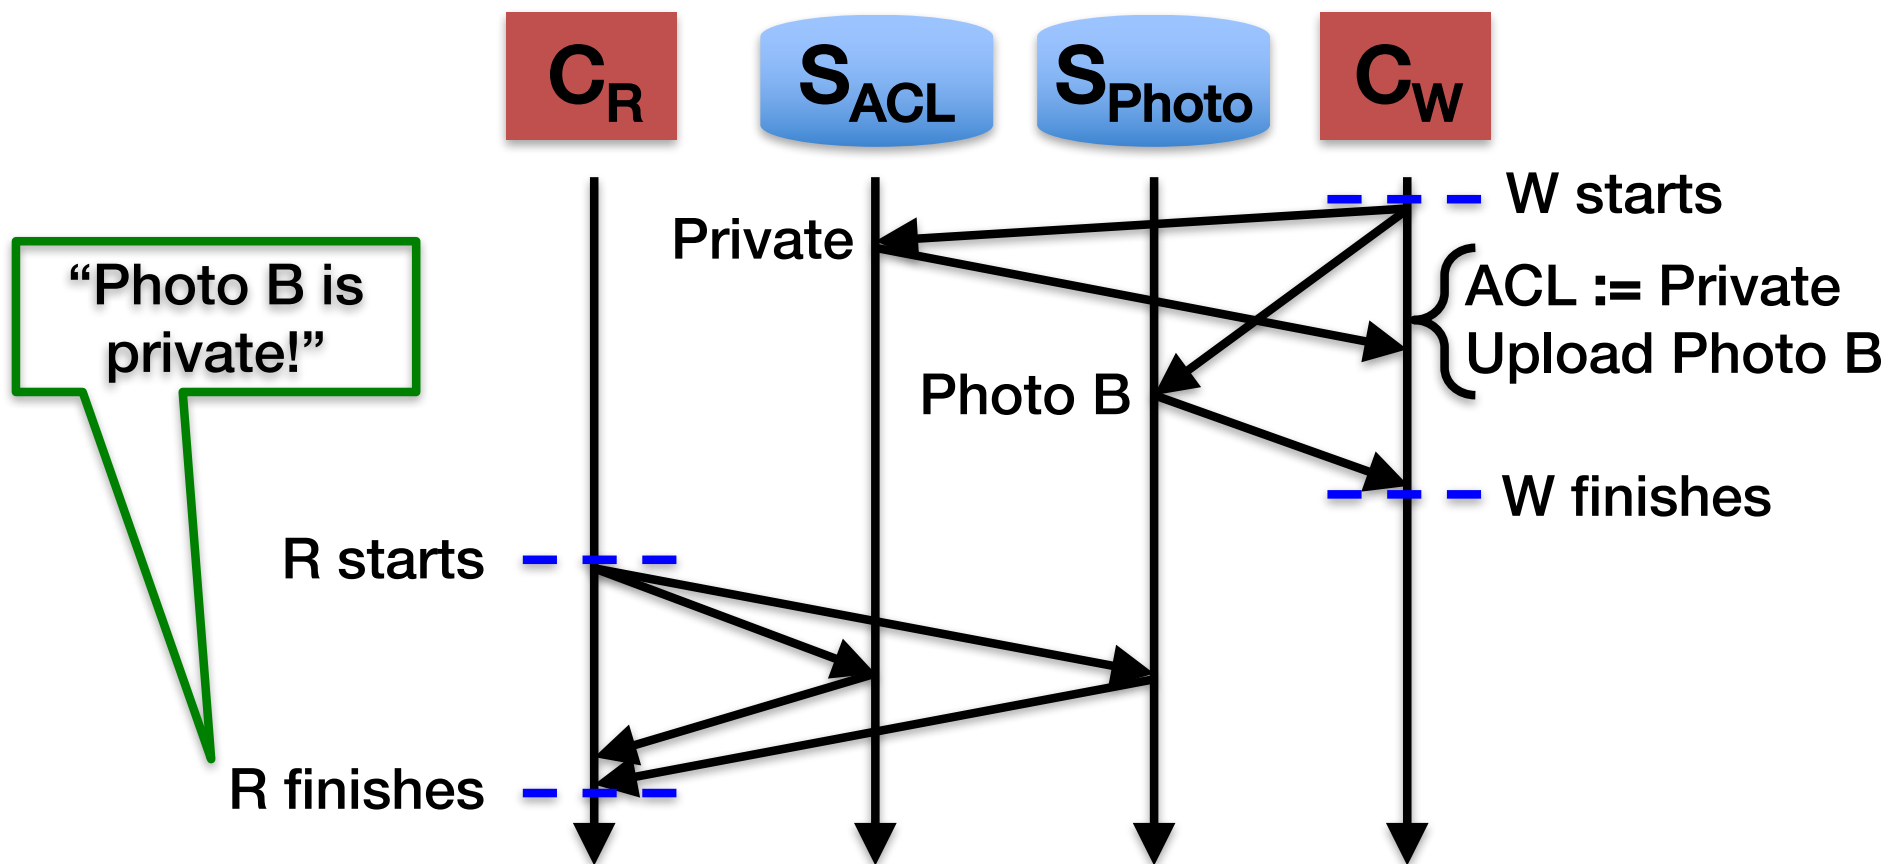 C_R
S_ACL
S_Photo
C_W
W starts
Private
“Photo B is
private!”
ACL := Private
Upload Photo B
Photo B
W finishes
R starts
R finishes